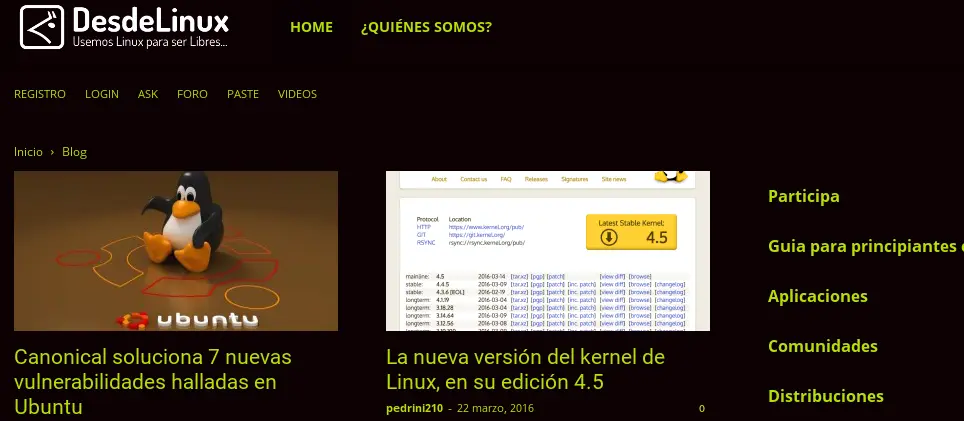 DesdeLinux
Usemos Linux para ser Libres...
HOME ¿QUIÉNES SOMOS?
REGISTRO LOGIN ASK FORO PASTE VIDEOS
Inicio › Blog
ubuntu
Canonical soluciona 7 nuevas
vulnerabilidades halladas en
Ubuntu
About Contact us FAQ Releases Signatures Site news
Protocol Location
HTTP https://www.kernel.org/pub/
GIT https://git.kernel.org/
RSYNC rsync://rsync.kernel.org/pub/
Latest Stable Kernel:
4.5
mainline: 4.5 2016-03-14 [tar.xz] [pgp] [patch] [view diff] [browse]
stable: 4.4.5 2016-03-09 [tar.xz] [pgp] [patch] [inc. patch] [view diff] [browse] [changelog]
stable: 4.3.6 [EOL] 2016-02-19 [tar.xz] [pgp] [patch] [inc. patch] [view diff] [browse] [changelog]
longterm: 4.1.19 2016-03-04 [tar.xz] [pgp] [patch] [inc. patch] [view diff] [browse] [changelog]
longterm: 3.18.28 2016-03-04 [tar.xz] [pgp] [patch] [inc. patch] [view diff] [browse] [changelog]
longterm: 3.14.64 2016-03-09 [tar.xz] [pgp] [patch] [inc. patch] [view diff] [browse] [changelog]
longterm: 3.12.56 2016-03-08 [tar.xz] [pgp] [patch] [inc. patch] [view diff] [browse] [changelog]
La nueva versión del kernel de
Linux, en su edición 4.5
pedrini210 - 22 marzo, 2016 0
Participa
Guia para principiantes
Aplicaciones
Comunidades
Distribuciones